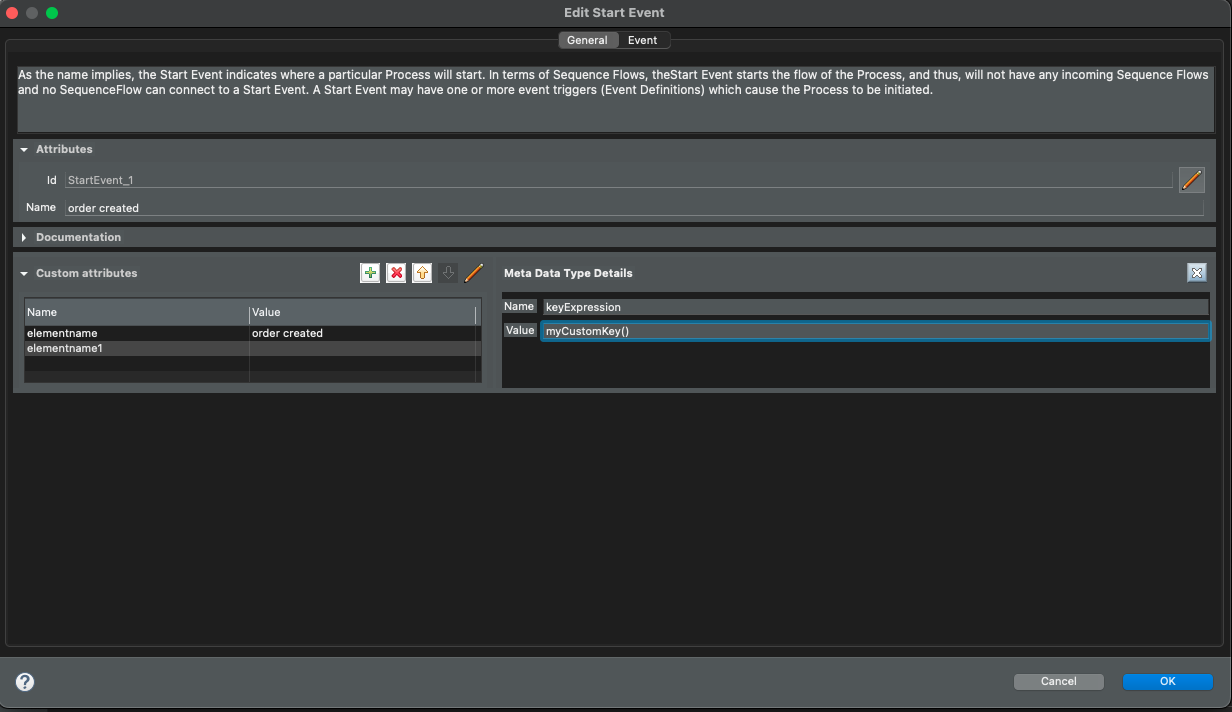 Edit Start Event
General Event
As the name implies, the Start Event indicates where a particular Process will start. In terms of Sequence Flows, theStart Event starts the flow of the Process, and thus, will not have any incoming Sequence Flows
and no SequenceFlow can connect to a Start Event. A Start Event may have one or more event triggers (Event Definitions) which cause the Process to be initiated.
Attributes
Id StartEvent_1
Name order created
Documentation
Custom attributes
Name Value
elementname order created
elementname1
Meta Data Type Details
Name keyExpression
Value myCustomKey()
?
Cancel OK